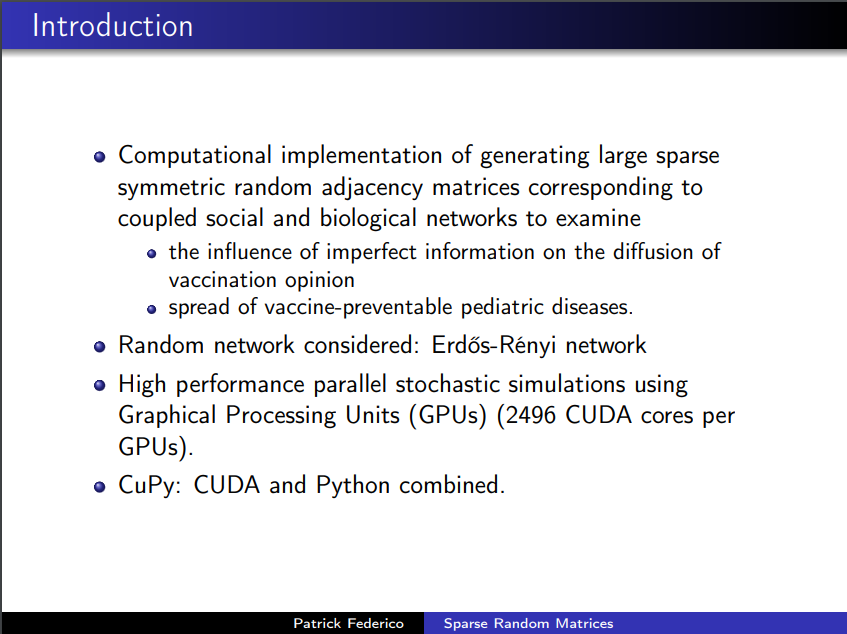 Introduction
Computational implementation of generating large sparse
symmetric random adjacency matrices corresponding to
coupled social and biological networks to examine
the influence of imperfect information on the diffusion of
vaccination opinion
spread of vaccine-preventable pediatric diseases.
Random network considered: Erdős-Rényi network
High performance parallel stochastic simulations using
Graphical Processing Units (GPUs) (2496 CUDA cores per
GPUs).
CuPy: CUDA and Python combined.
Patrick Federico
Sparse Random Matrices